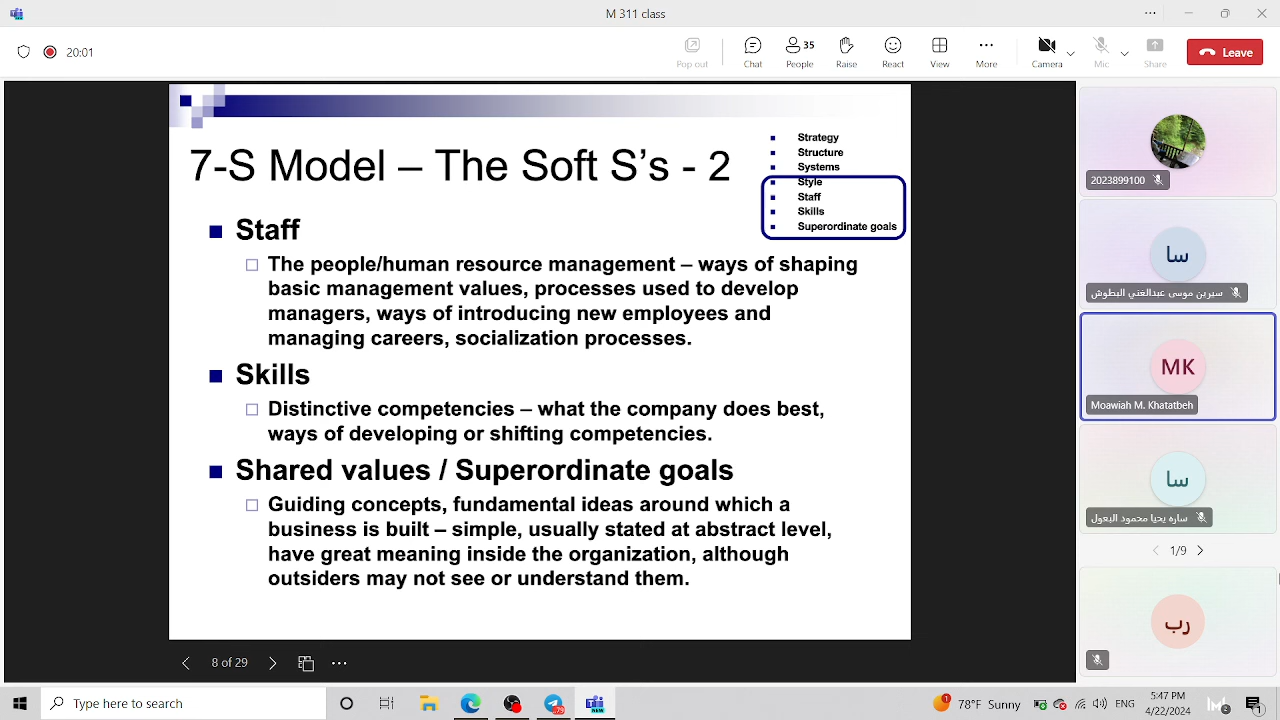 M 311 class
20:01
Pop out
Chat
35
People
Raise
React
View
More
Camera
Mic
Share
Leave
7-S Model – The Soft S’s - 2
Strategy
Structure
Systems
Style
Staff
Skills
Superordinate goals
Staff
The people/human resource management – ways of shaping
basic management values, processes used to develop
managers, ways of introducing new employees and
managing careers, socialization processes.
Skills
Distinctive competencies – what the company does best,
ways of developing or shifting competencies.
Shared values / Superordinate goals
Guiding concepts, fundamental ideas around which a
business is built – simple, usually stated at abstract level,
have great meaning inside the organization, although
outsiders may not see or understand them.
8 of 29
2023899100
سا
سيرين موسى عبدالغني البطوش
MK
Moawiah M. Khatatbeh
سا
ساره يحيا محمود
1/9
رب
Type here to search
NEW
1
78°F Sunny
ENG
5:47 PM
4/22/2024
2